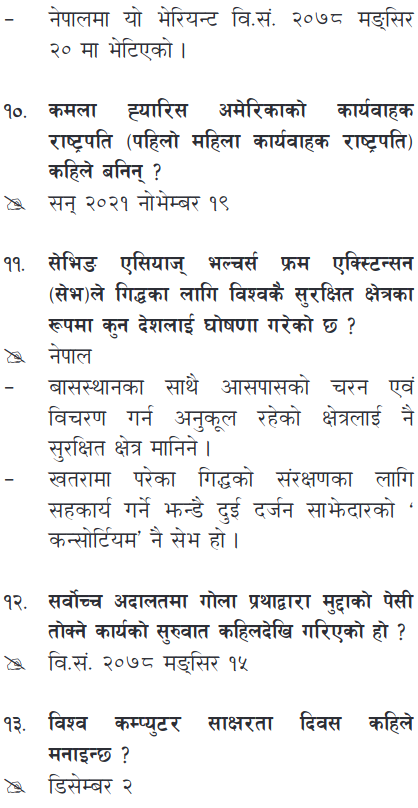 – नेपालमा यो भेरियन्ट वि.सं. २०७८ मङ्सिर
२० मा भेटिएको ।
१०. कमला ह्यारिस अमेरिकाको कार्यवाहक
राष्ट्रपति (पहिलो महिला कार्यवाहक राष्ट्रपति)
कहिले बनिन् ?
सन् २०२१ नोभेम्बर १९
११. सेभिङ एसियाज् भल्चर्स फ्रम एक्स्टिन्सन
(सेभ)ले गिद्धका लागि विश्वकै सुरक्षित क्षेत्रका
रूपमा कुन देशलाई घोषणा गरेको छ ?
नेपाल
– बासस्थानका साथै आसपासको चरन एवं
विचरण गर्न अनुकूल रहेको क्षेत्रलाई नै
सुरक्षित क्षेत्र मानिने ।
– खतरामा परेका गिद्धको संरक्षणका लागि
सहकार्य गर्ने झन्डै दुई दर्जन साझेदारको ‘
कन्सोर्टियम’ नै सेभ हो ।
१२. सर्वोच्च अदालतमा गोला प्रथाद्वारा मुद्दाको पेसी
तोक्ने कार्यको सुरुवात कहिलदेखि गरिएको हो ?
वि.सं. २०७८ मङ्सिर १५
१३. विश्व कम्प्युटर साक्षरता दिवस कहिले
मनाइन्छ ?
डिसेम्बर २